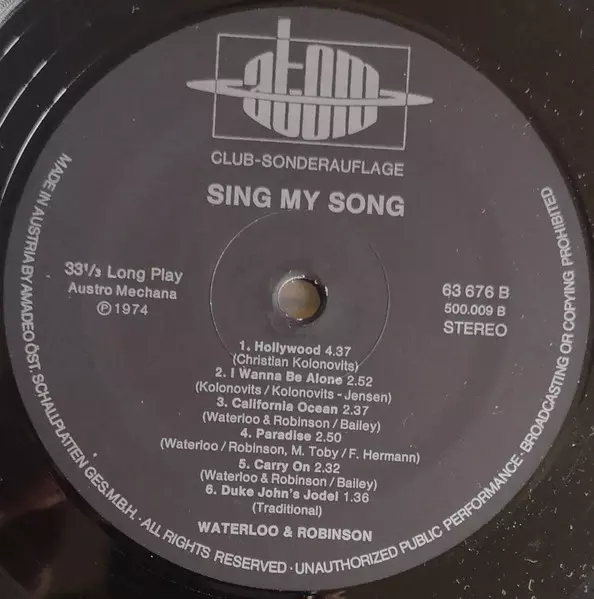 atom
CLUB-SONDERAUFLAGE
SING MY SONG
33⅓ Long Play
Austro Mechana
Ⓟ 1974
63 676 B
500.009 B
STEREO
1. Hollywood 4.37
(Christian Kolonovits)
2. I Wanna Be Alone 2.52
(Kolonovits / Kolonovits - Jensen)
3. California Ocean 2.37
(Waterloo & Robinson / Bailey)
4. Paradise 2.50
(Waterloo / Robinson, M. Toby / F. Hermann)
5. Carry On 2.32
(Waterloo & Robinson / Bailey)
6. Duke John's Jodel 1.36
(Traditional)
WATERLOO & ROBINSON
MADE IN AUSTRIA BY AMADEO ÖST. SCHALLPLATTEN GES.M.B.H. · ALL RIGHTS RESERVED · UNAUTHORIZED PUBLIC PERFORMANCE · BROADCASTING OR COPYING PROHIBITED